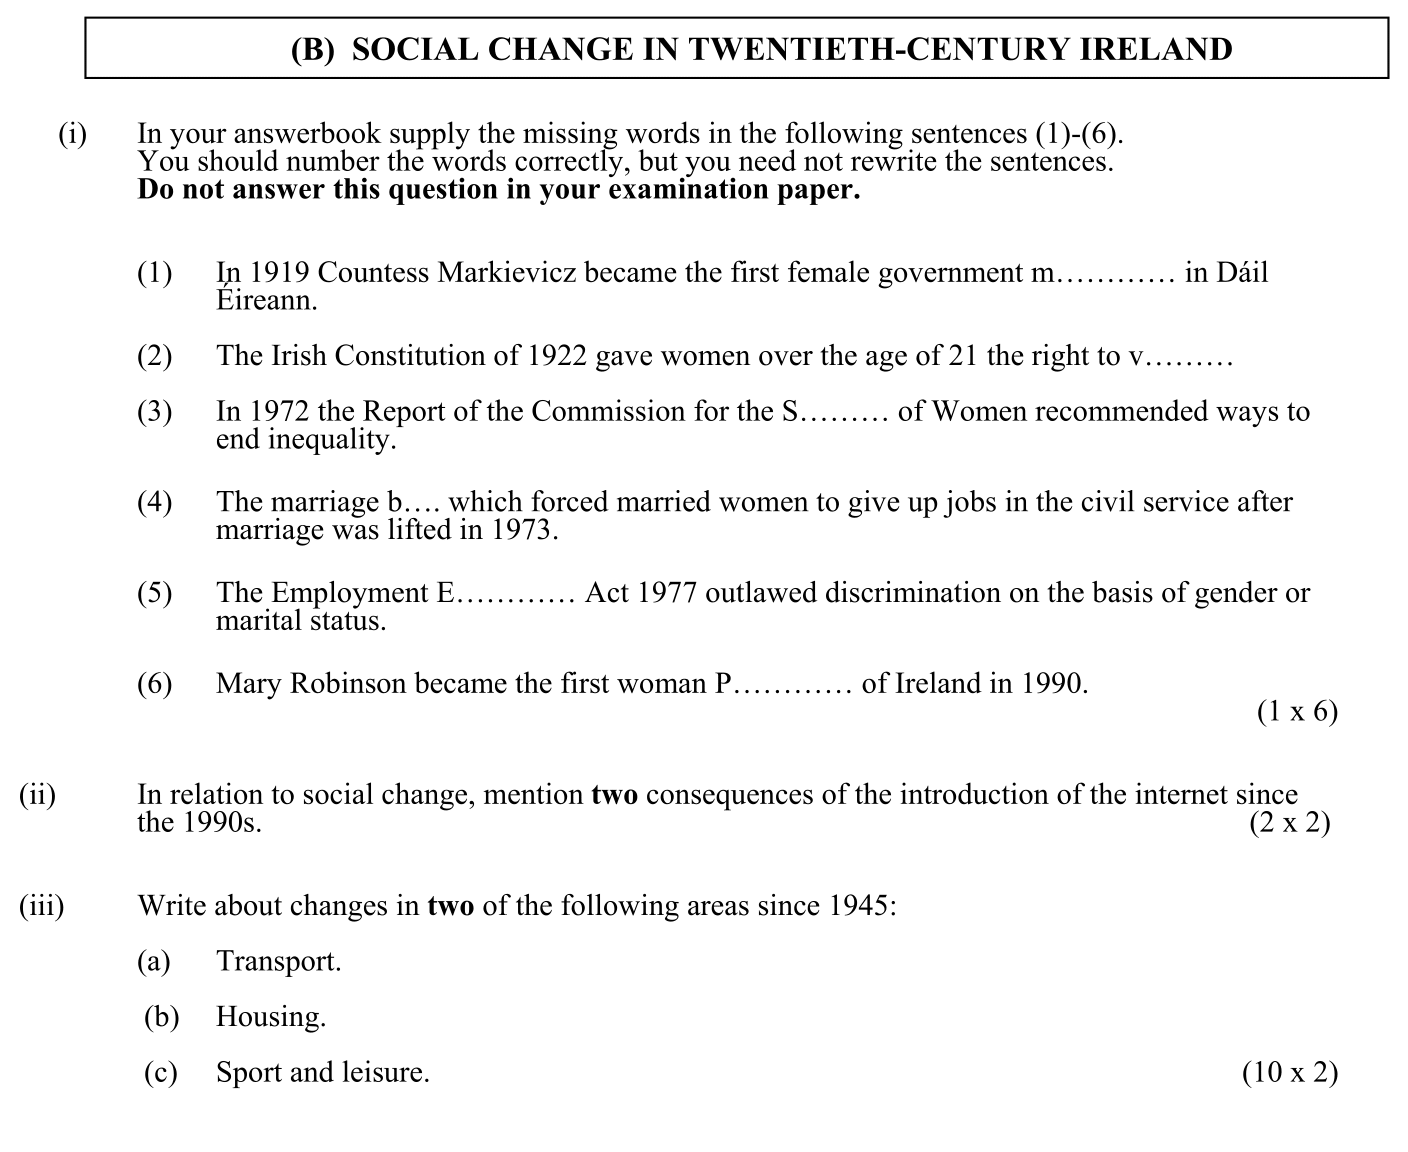 (B) SOCIAL CHANGE IN TWENTIETH-CENTURY IRELAND
(i) In your answerbook supply the missing words in the following sentences (1)-(6).
You should number the words correctly, but you need not rewrite the sentences.
Do not answer this question in your examination paper.
(1) In 1919 Countess Markievicz became the first female government m………… in Dáil
Éireann.
(2) The Irish Constitution of 1922 gave women over the age of 21 the right to v………
(3) In 1972 the Report of the Commission for the S……… of Women recommended ways to
end inequality.
(4) The marriage b…. which forced married women to give up jobs in the civil service after
marriage was lifted in 1973.
(5) The Employment E………… Act 1977 outlawed discrimination on the basis of gender or
marital status.
(6) Mary Robinson became the first woman P………… of Ireland in 1990.
(1 x 6)
(ii) In relation to social change, mention two consequences of the introduction of the internet since
the 1990s. (2 x 2)
(iii) Write about changes in two of the following areas since 1945:
(a) Transport.
(b) Housing.
(c) Sport and leisure. (10 x 2)